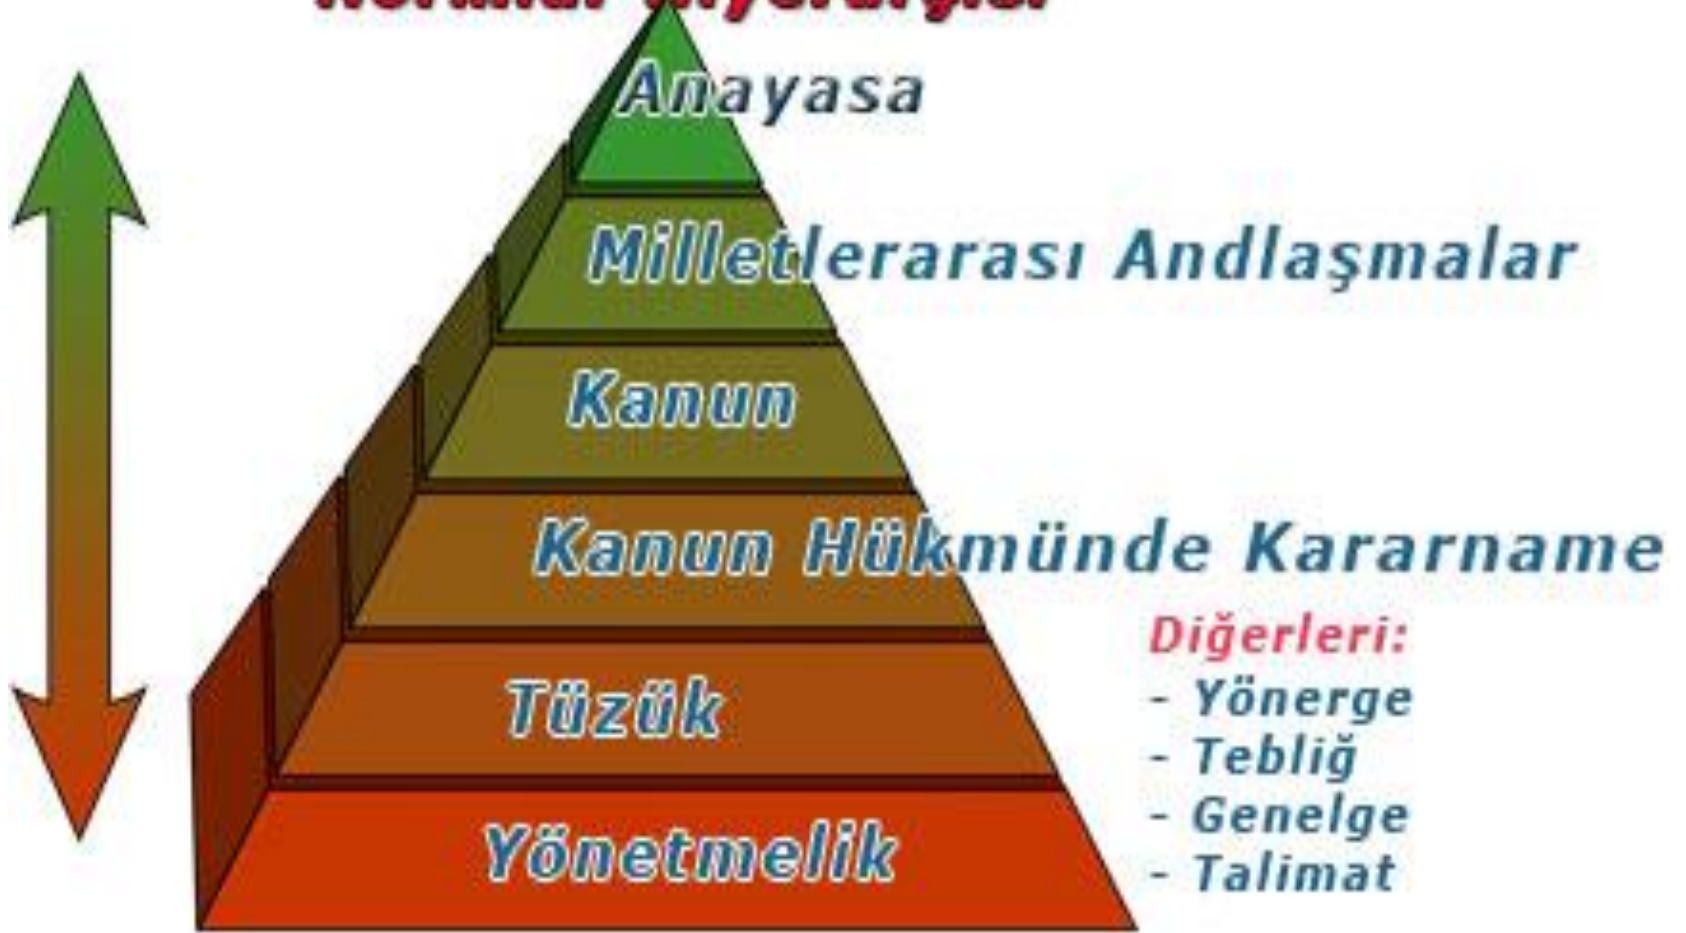 Anayasa
Milletlerarası Andlaşmalar
Kanun
Kanun Hükmünde Kararname
Tüzük
Yönetmelik
Diğerleri:
- Yönerge
- Tebliğ
- Genelge
- Talimat